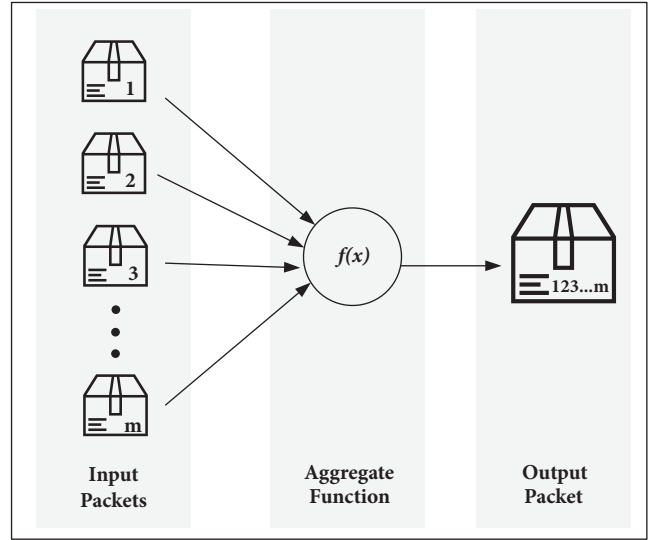 1
2
3
m
f(x)
123...m
Input
Packets
Aggregate
Function
Output
Packet